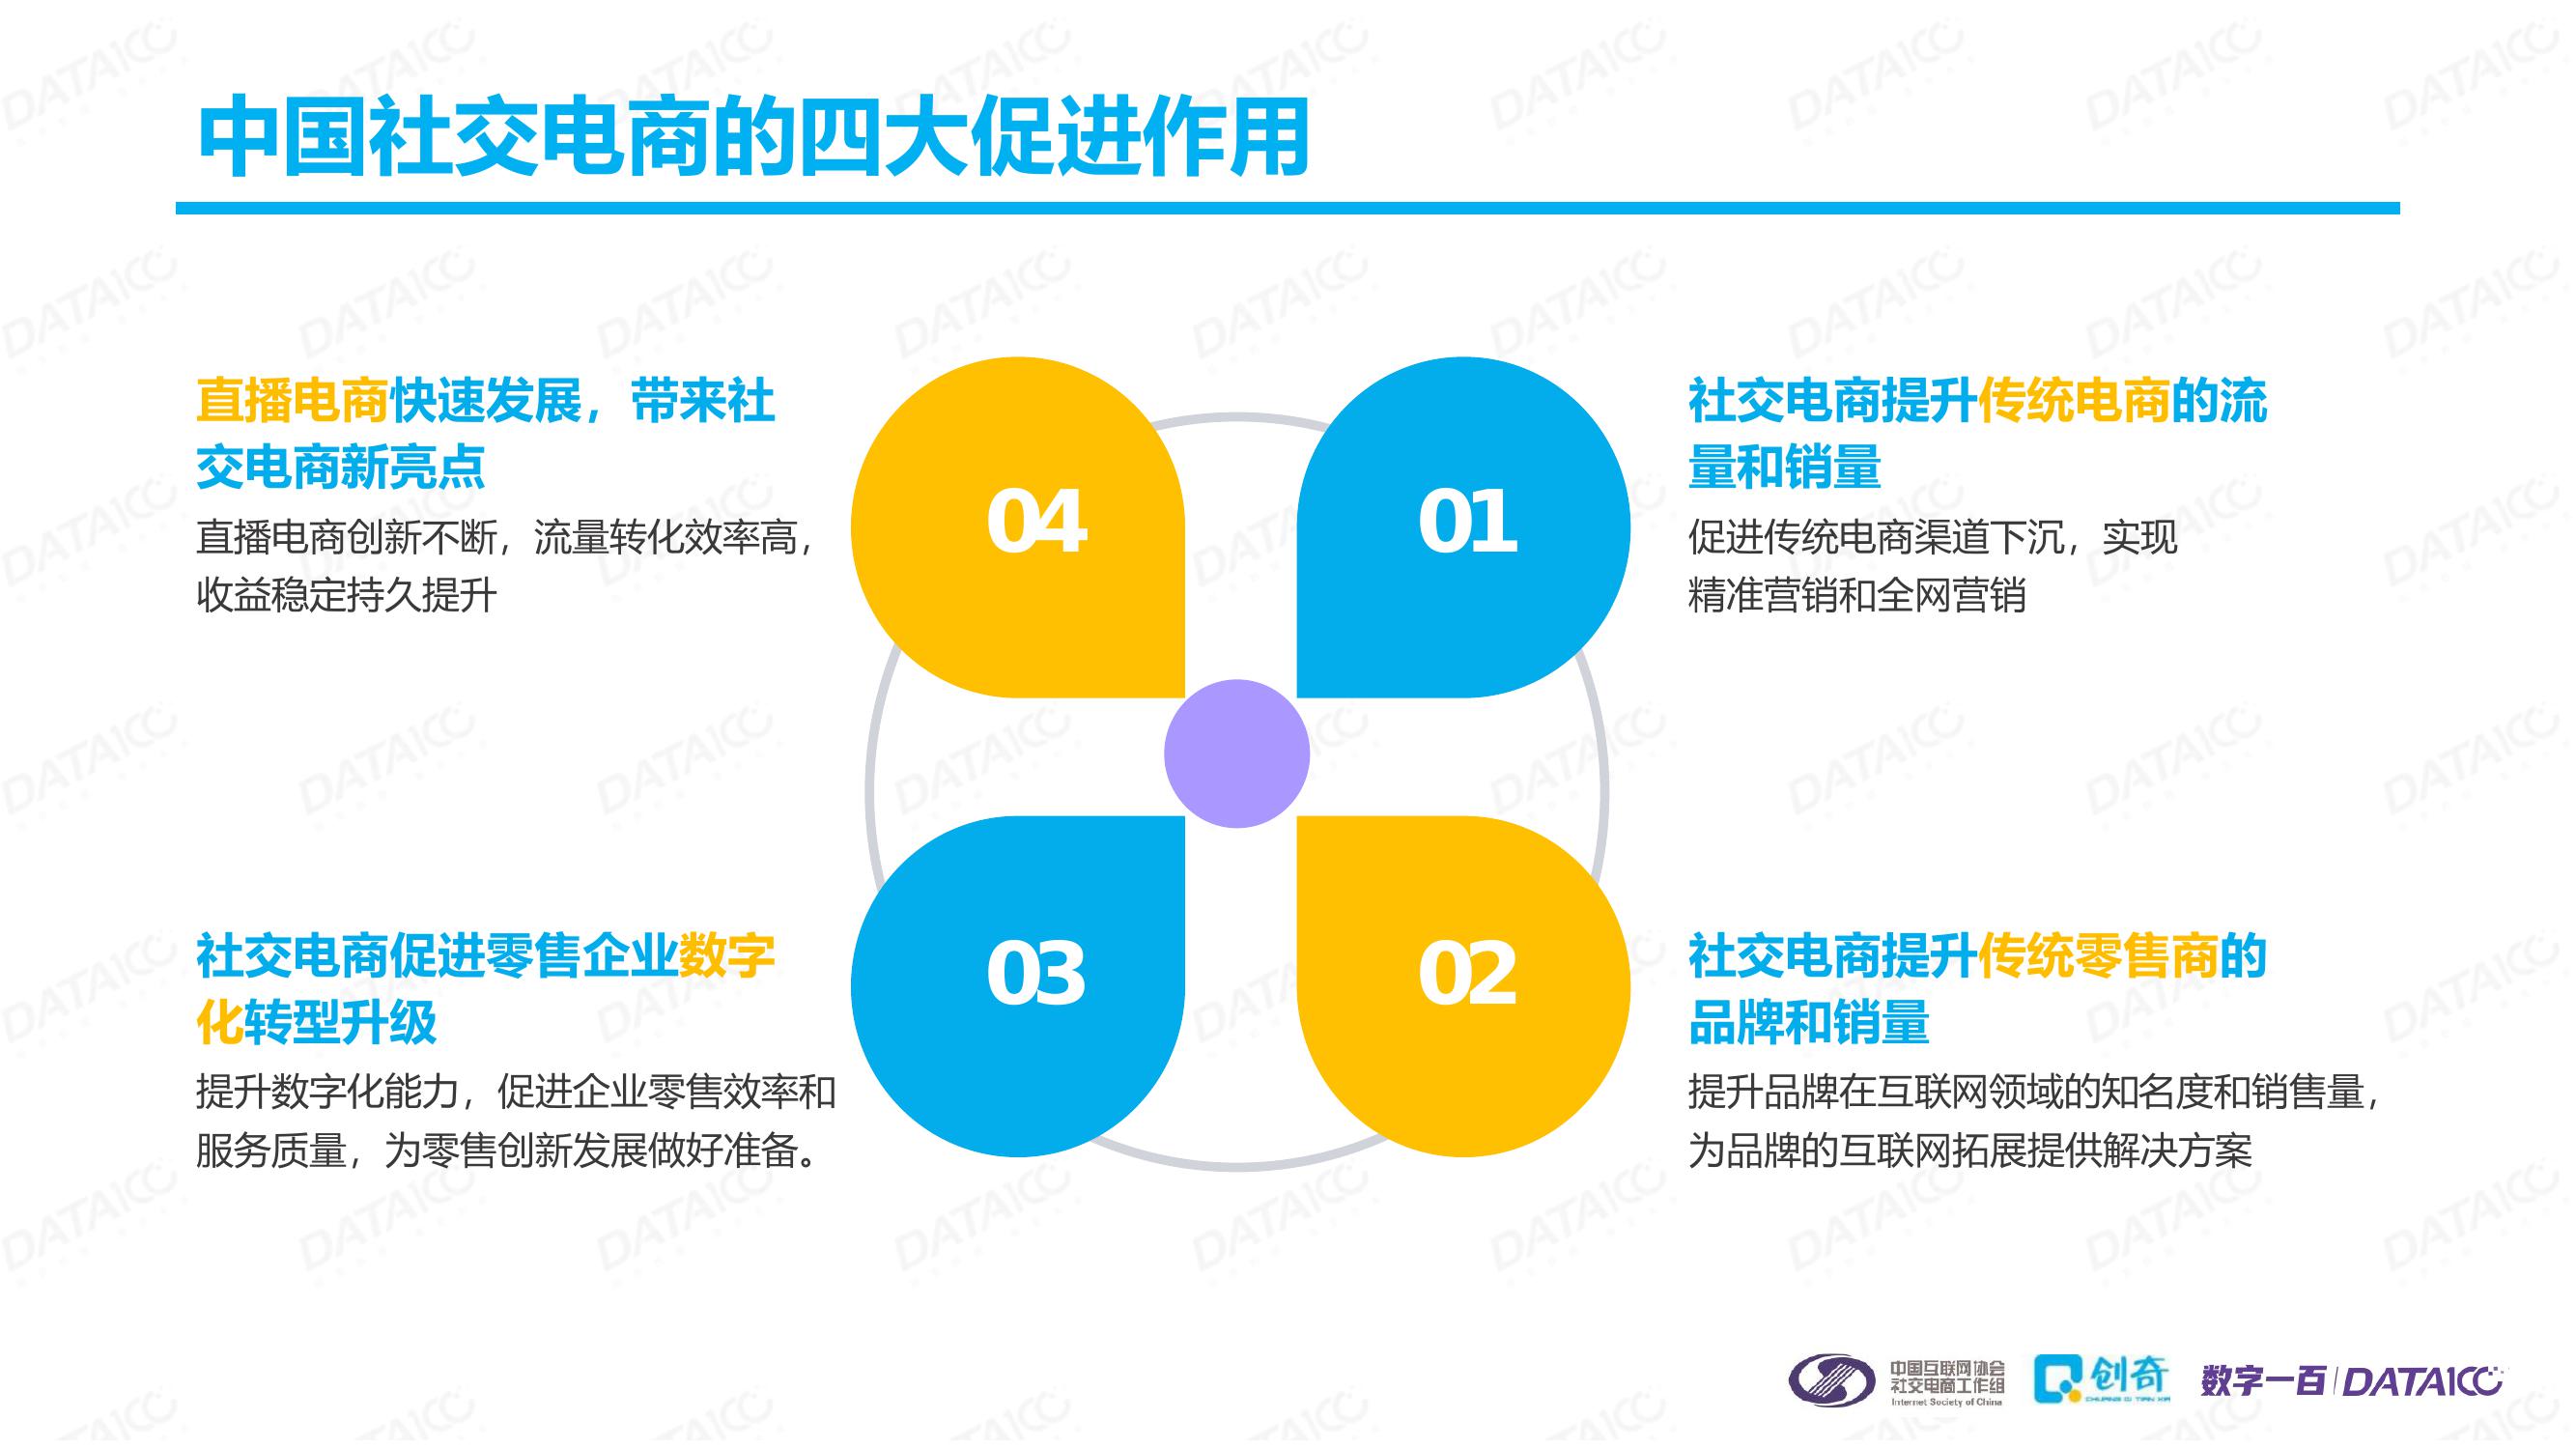 中国社交电商的四大促进作用
直播电商快速发展，带来社
交电商新亮点
直播电商创新不断，流量转化效率高，
收益稳定持久提升
04
01
社交电商提升传统电商的流
量和销量
促进传统电商渠道下沉，实现
精准营销和全网营销
社交电商促进零售企业数字
化转型升级
提升数字化能力，促进企业零售效率和
服务质量，为零售创新发展做好准备。
03
02
社交电商提升传统零售商的
品牌和销量
提升品牌在互联网领域的知名度和销售量，
为品牌的互联网拓展提供解决方案
中国互联网协会
社交电商工作组
Internet Society of China
创奇
CHUANG QI TIAN XIA
数字一百 | DATA100